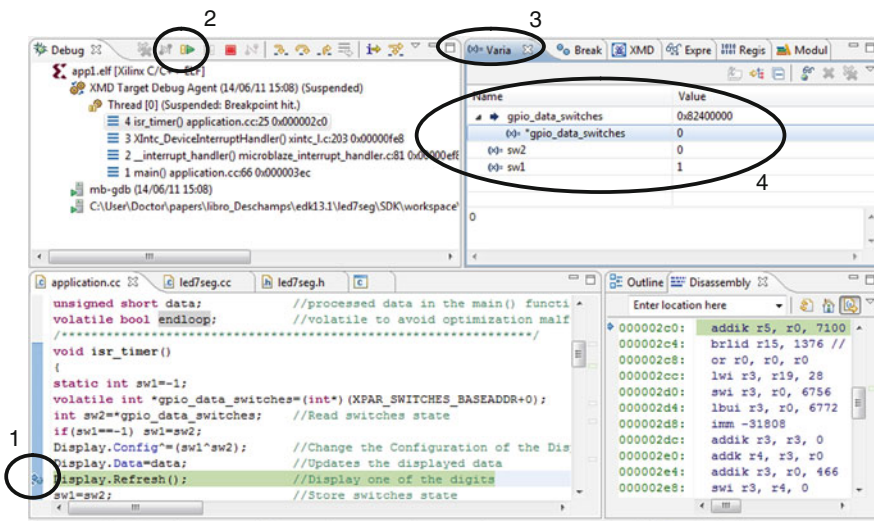 2
3
Debug
(x)= Varia
Break
XMD
Expre
Regis
Modul
app1.elf [Xilinx C/C++ ELF]
XMD Target Debug Agent (14/06/11 15:08) (Suspended)
Thread [0] (Suspended: Breakpoint hit.)
4 isr_timer() application.cc:25 0x000002c0
3 XIntc_DeviceInterruptHandler() xintc_l.c:203 0x00000fe8
2 __interrupt_handler() microblaze_interrupt_handler.c:81 0x00000ef8
1 main() application.cc:66 0x000003ec
mb-gdb (14/06/11 15:08)
C:\User\Doctor\papers\libro_Deschamps\edk13.1\led7seg\SDK\workspace
Name Value
gpio_data_switches 0x82400000
(x)= *gpio_data_switches 0
(x)= sw2 0
(x)= sw1 1
4
0
application.cc
led7seg.cc
led7seg.h
unsigned short data; //processed data in the main() functi
volatile bool endloop; //volatile to avoid optimization malf
/*********************************************************/
void isr_timer()
{
static int sw1=-1;
volatile int *gpio_data_switches=(int*)(XPAR_SWITCHES_BASEADDR+0);
int sw2=*gpio_data_switches; //Read switches state
if(sw1==-1) sw1=sw2;
Display.Config^=(sw1^sw2); //Change the Configuration of the Dis
Display.Data=data; //Updates the displayed data
1
Display.Refresh(); //Display one of the digits
sw1=sw2; //Store switches state
Outline
Disassembly
Enter location here
000002c0: addik r5, r0, 7100
000002c4: brlid r15, 1376 //
000002c8: or r0, r0, r0
000002cc: lwi r3, r19, 28
000002d0: swi r3, r0, 6756
000002d4: lbui r3, r0, 6772
000002d8: imm -31808
000002dc: addik r3, r3, 0
000002e0: addk r4, r3, r0
000002e4: addik r3, r0, 466
000002e8: swi r3, r4, 0